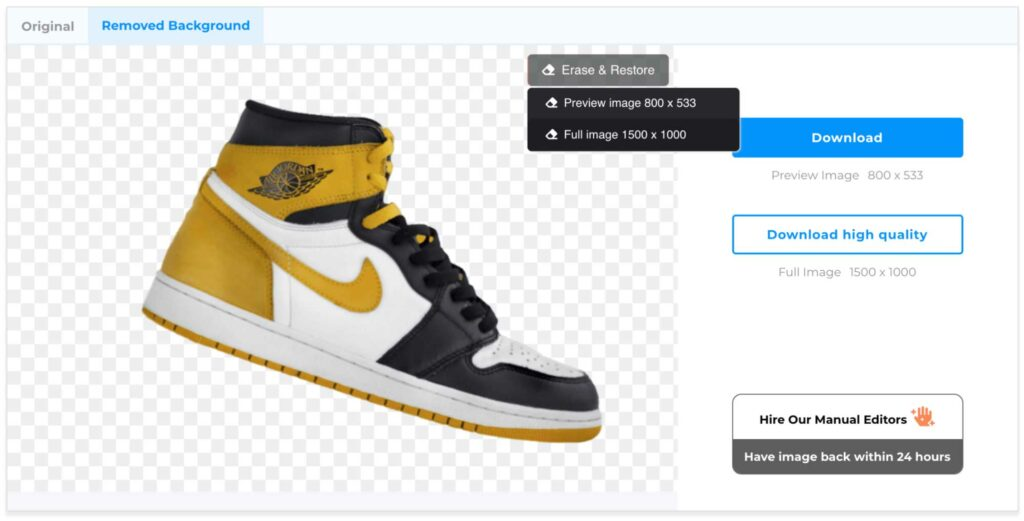 Original
Removed Background
Erase & Restore
Preview image 800 x 533
Full image 1500 x 1000
Download
Preview Image 800 x 533
Download high quality
Full Image 1500 x 1000
Hire Our Manual Editors
Have image back within 24 hours